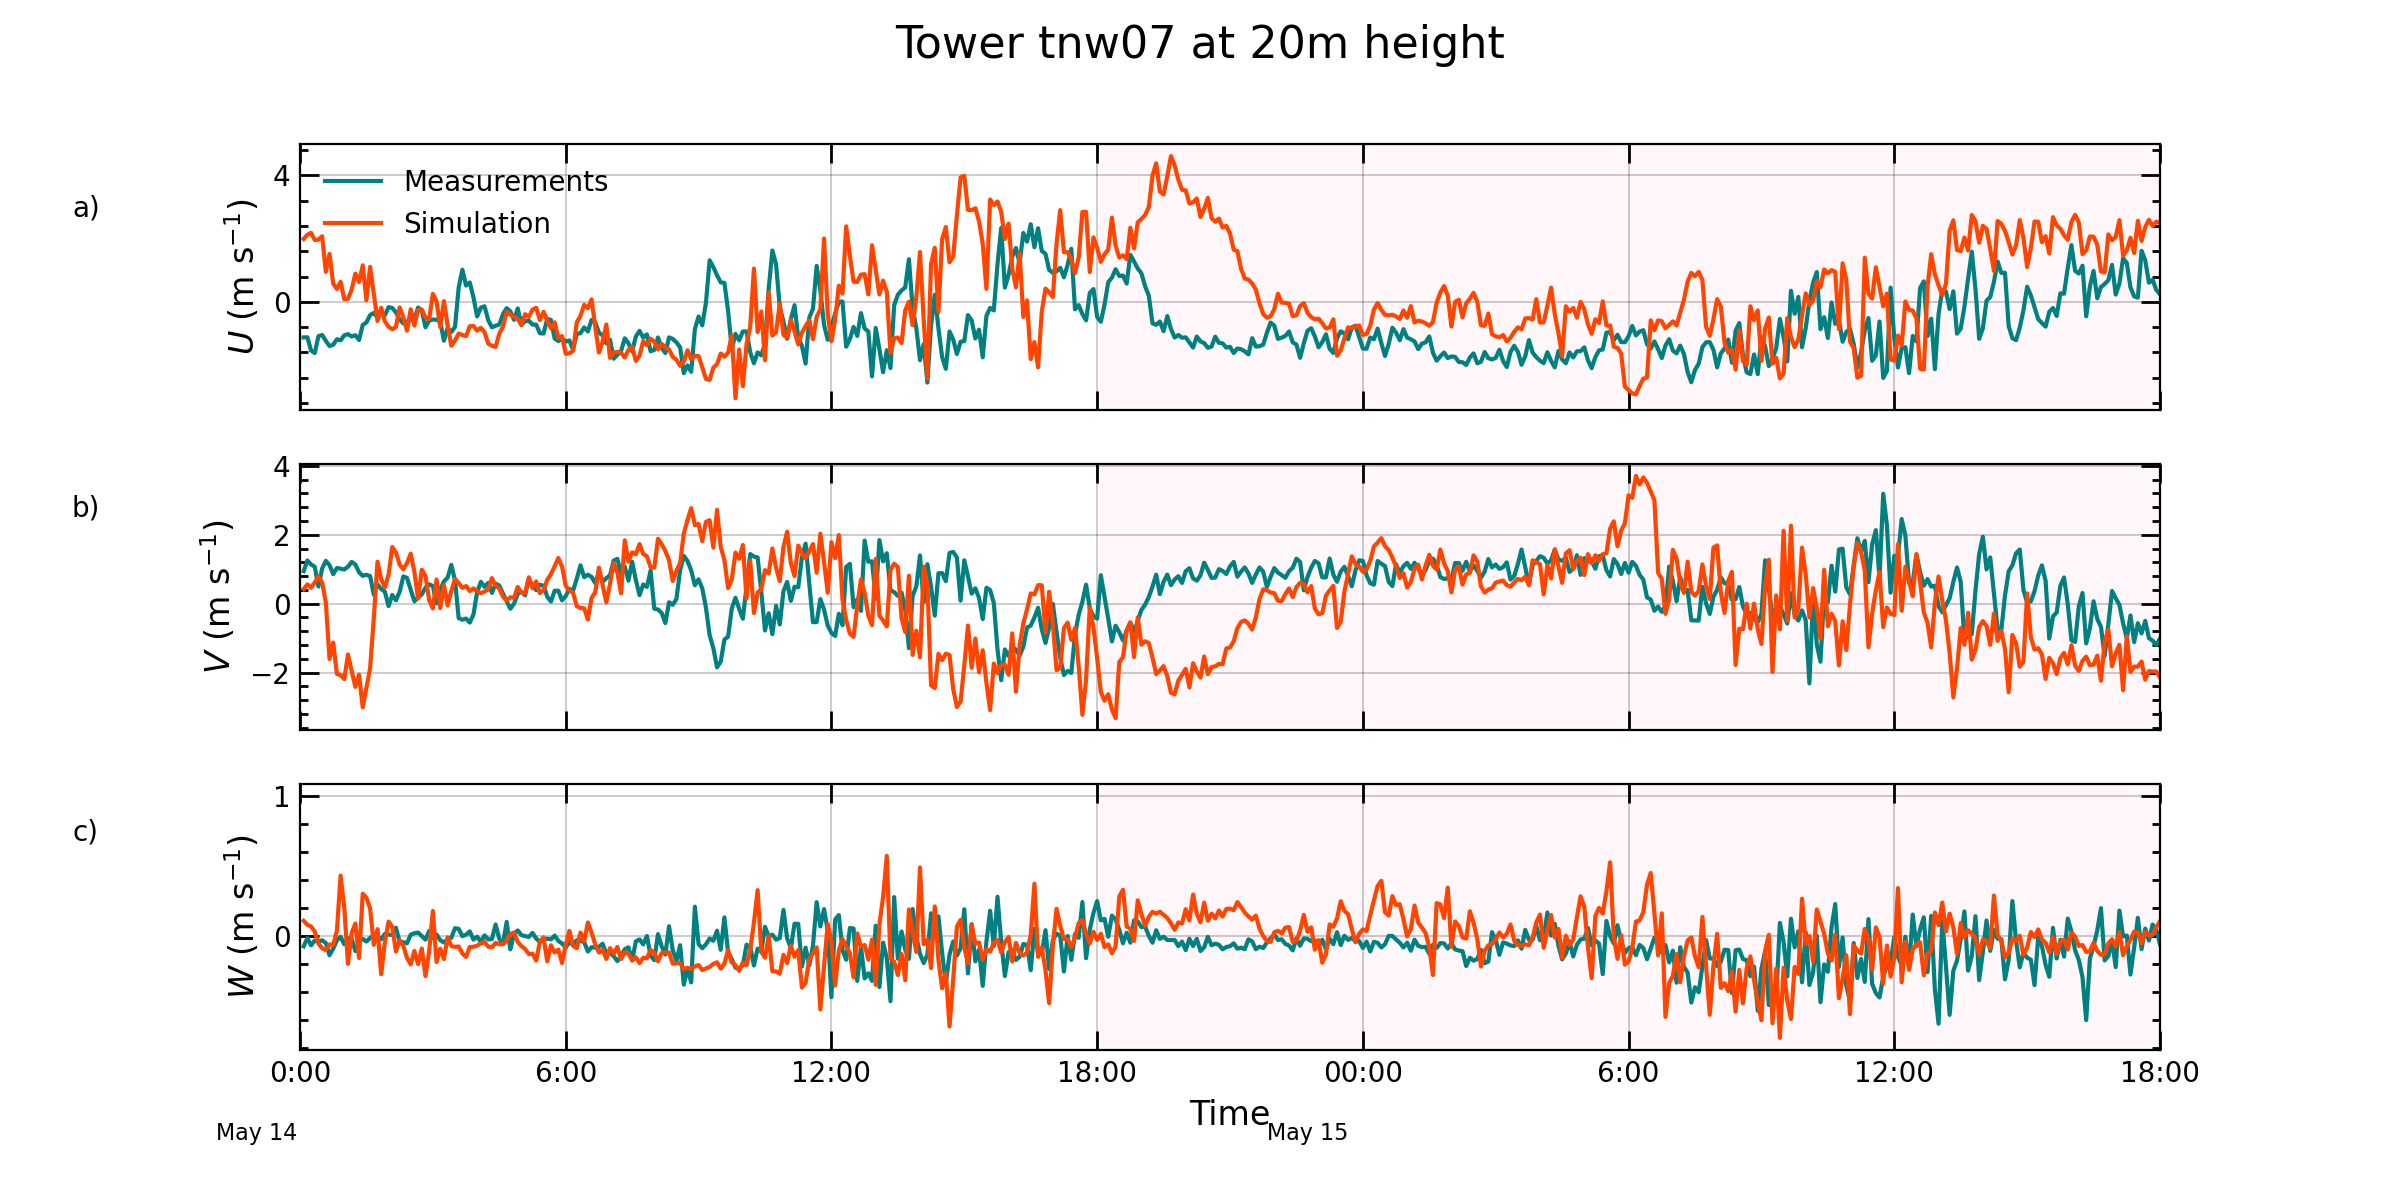 Tower tnw07 at 20m height
a)
U (m s⁻¹)
4
0
Measurements
Simulation
b)
V (m s⁻¹)
4
2
0
−2
c)
W (m s⁻¹)
1
0
0:00 6:00 12:00 18:00 00:00 6:00 12:00 18:00
Time
May 14 May 15